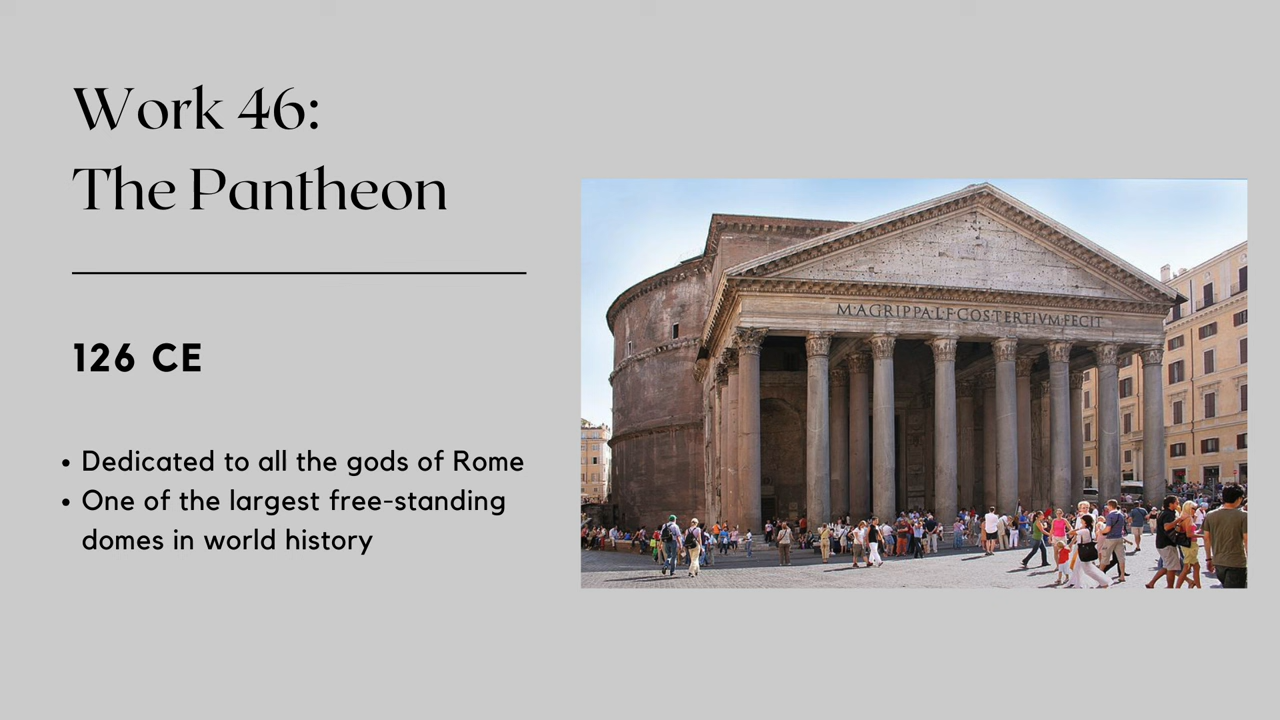 Work 46:
The Pantheon
126 CE
• Dedicated to all the gods of Rome
• One of the largest free-standing
domes in world history
M·AGRIPPA·L·F·COS·TERTIVM·FECIT